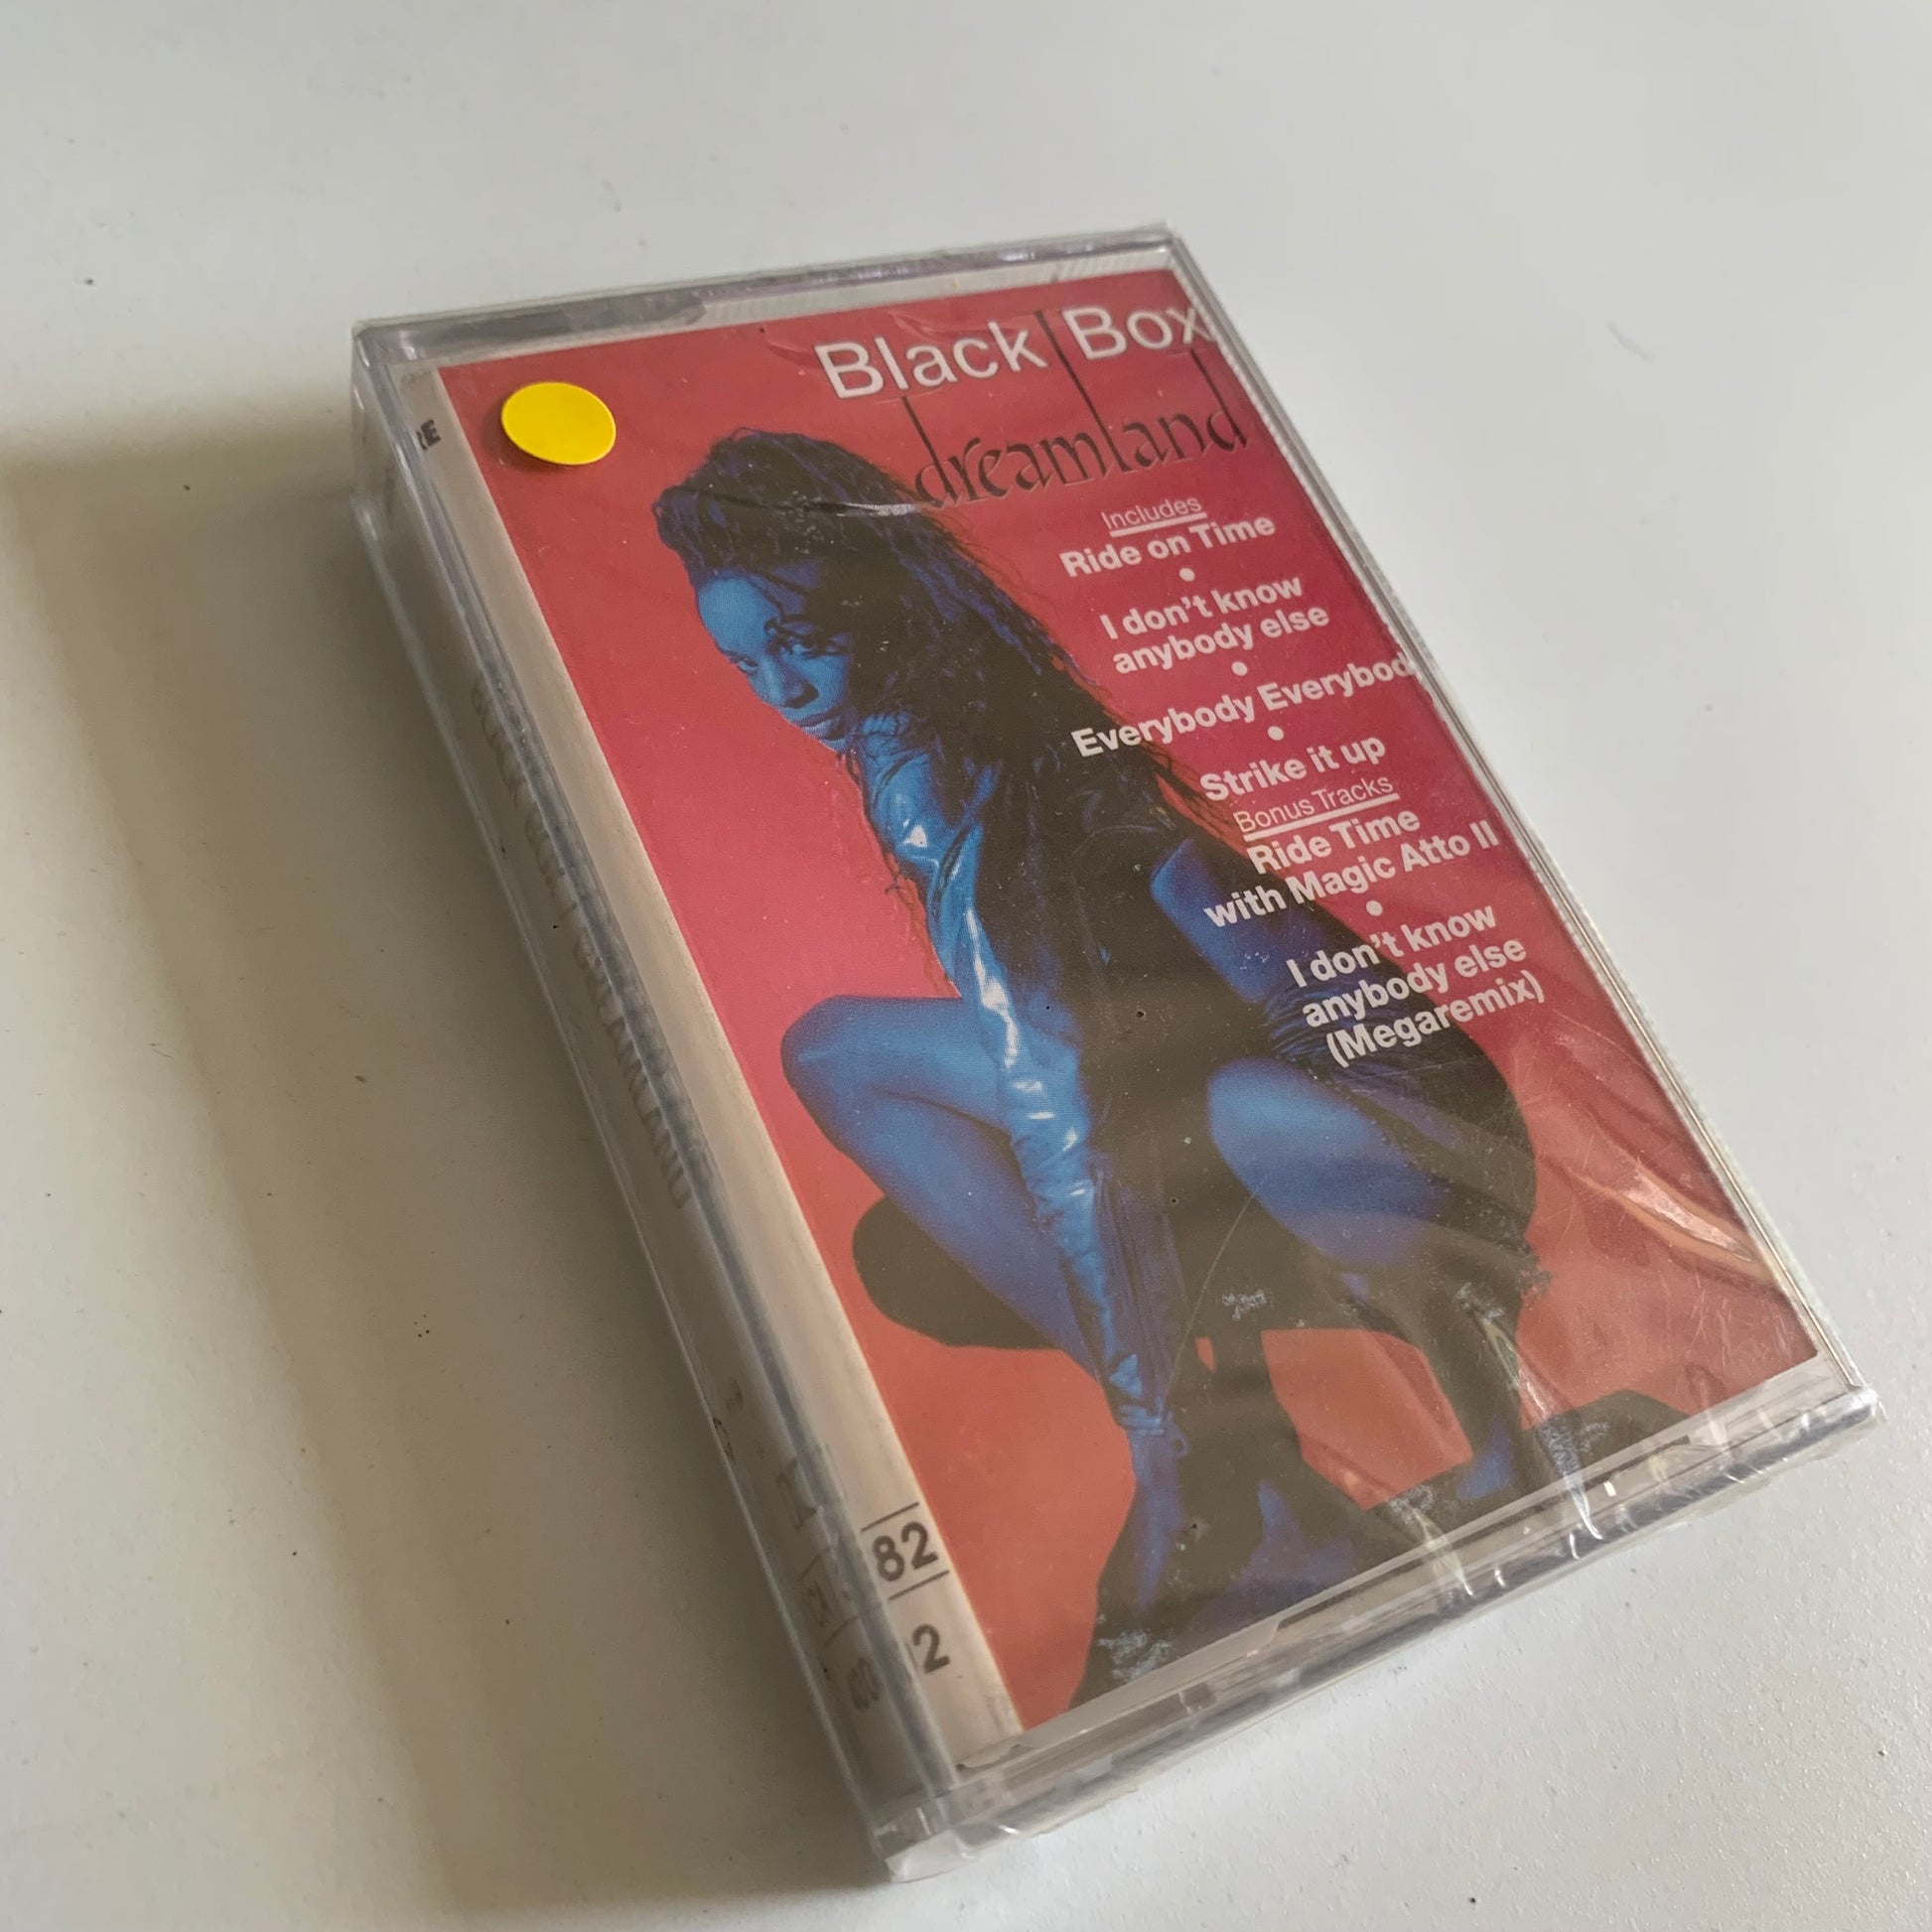 Black Box
dreamland
Includes
Ride on Time
I don't know
anybody else
Everybody Everybod
Strike it up
Bonus Tracks
Ride Time
with Magic Atto II
I don't know
anybody else
(Megaremix)
82
2